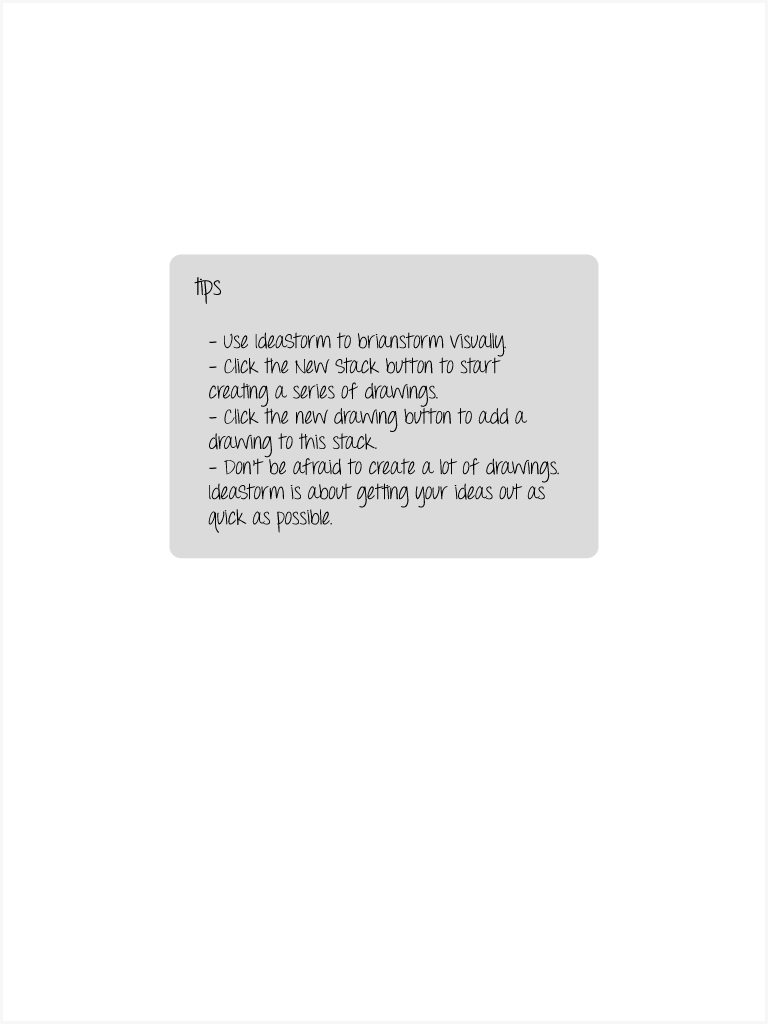 tips
- Use IdeaStorm to brianstorm visually.
- Click the New Stack button to start
creating a series of drawings.
- Click the new drawing button to add a
drawing to this stack.
- Don't be afraid to create a lot of drawings.
IdeaStorm is about getting your ideas out as
quick as possible.